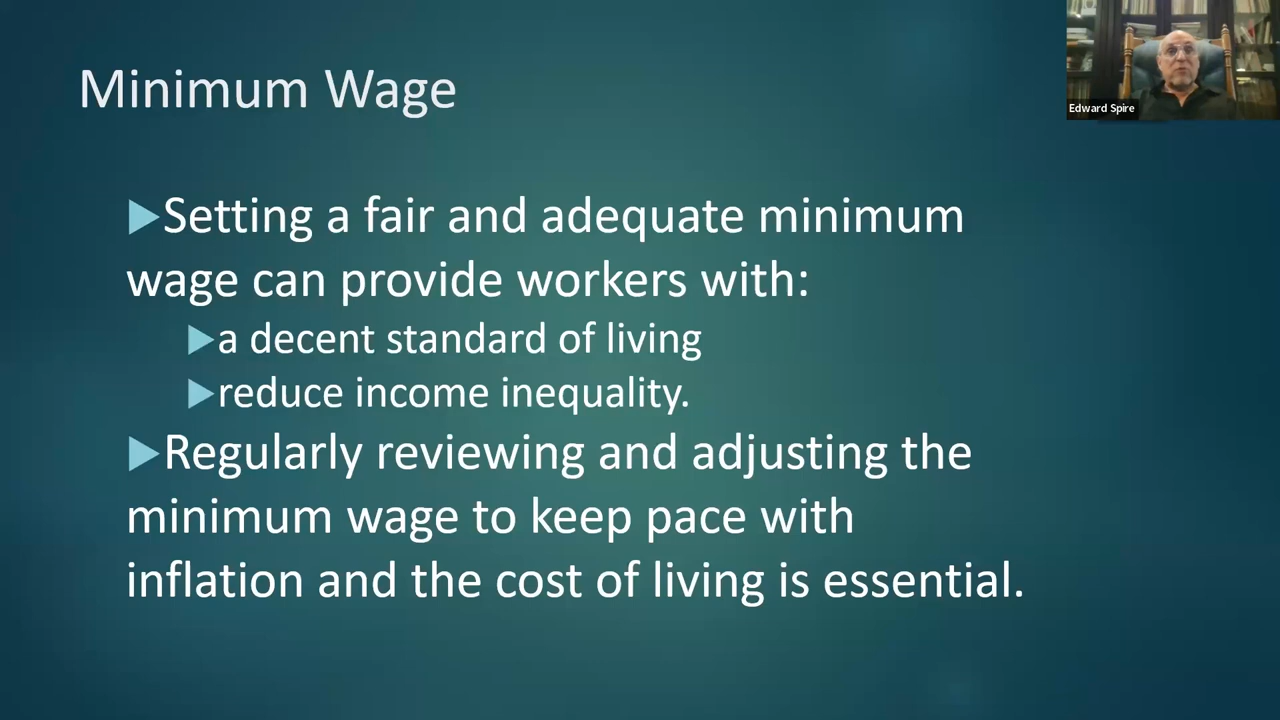 Minimum Wage
Edward Spire
▶Setting a fair and adequate minimum
wage can provide workers with:
▶a decent standard of living
▶reduce income inequality.
▶Regularly reviewing and adjusting the
minimum wage to keep pace with
inflation and the cost of living is essential.